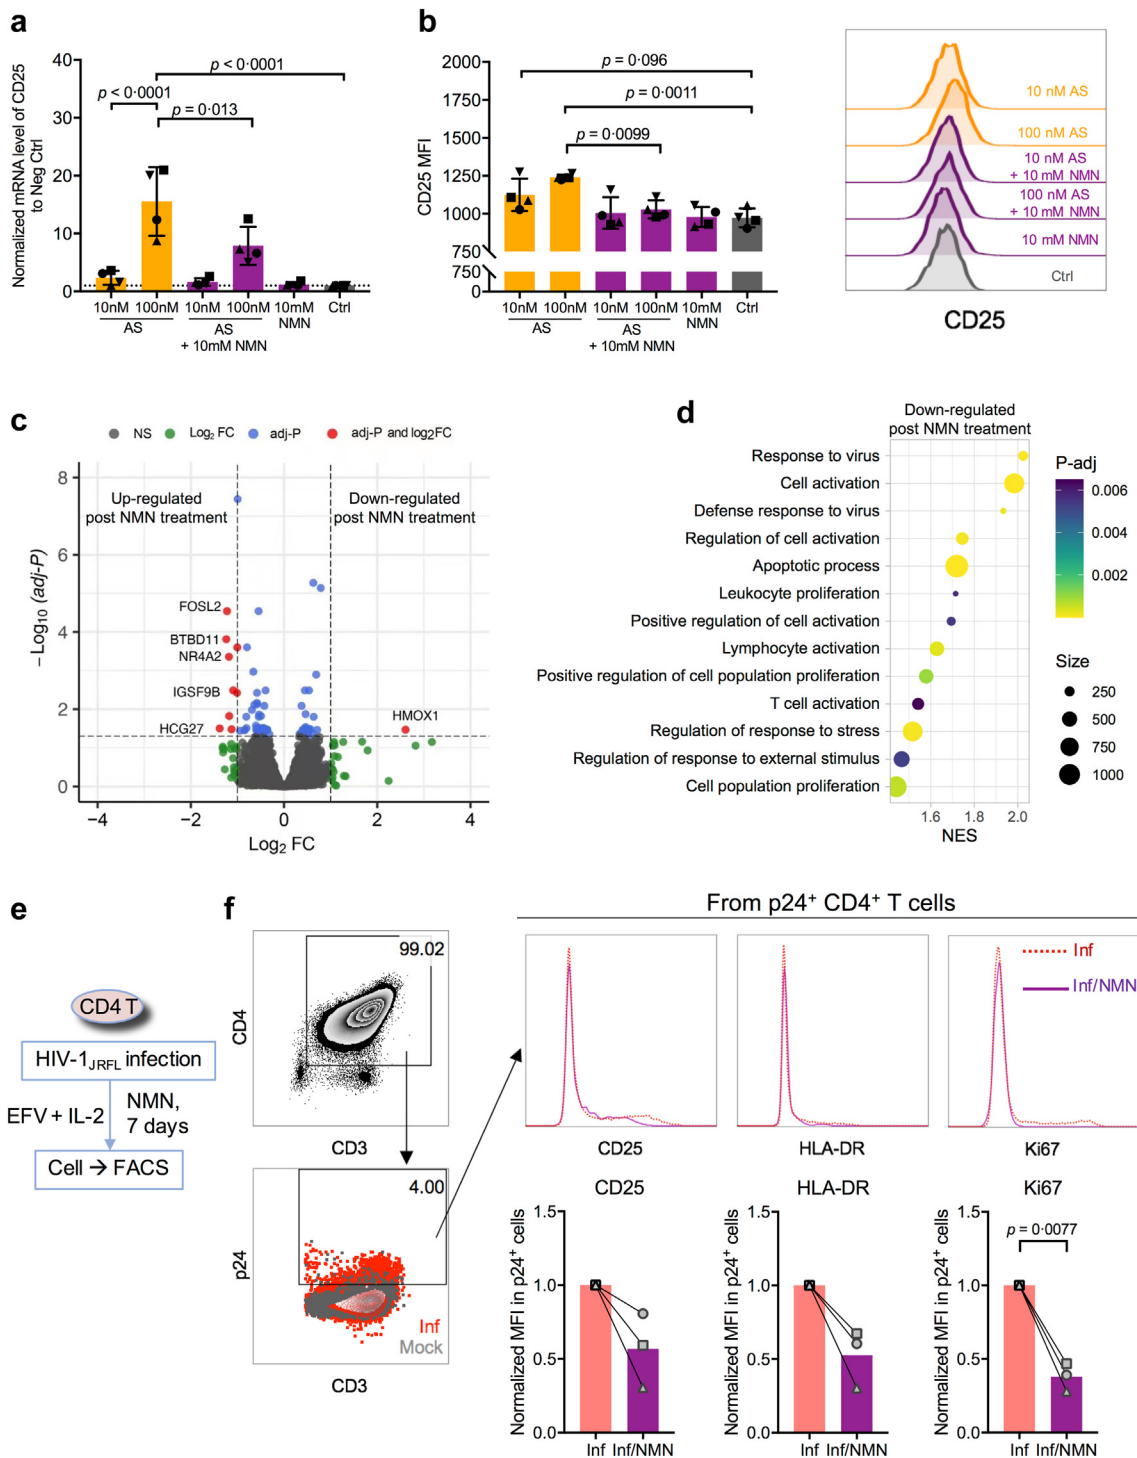 a
Normalized mRNA level of CD25
to Neg Ctrl
40
30
20
10
0
p < 0·0001
p < 0·0001
p = 0·013
10nM 100nM 10nM 100nM 10mM Ctrl
NMN
AS AS
+ 10mM NMN
b
CD25 MFI
2000
1750
1500
1250
1000
750
750
0
p = 0·096
p = 0·0011
p = 0·0099
10nM 100nM 10nM 100nM 10mM Ctrl
NMN
AS AS
+ 10mM NMN
10 nM AS
100 nM AS
10 nM AS
+ 10 mM NMN
100 nM AS
+ 10 mM NMN
10 mM NMN
Ctrl
CD25
c
NS Log2 FC adj-P adj-P and log2FC
Up-regulated
post NMN treatment
Down-regulated
post NMN treatment
– Log10 (adj-P)
8
6
4
2
0
FOSL2
BTBD11
NR4A2
IGSF9B
HCG27
HMOX1
−4 −2 0 2 4
Log2 FC
d
Down-regulated
post NMN treatment
Response to virus
Cell activation
Defense response to virus
Regulation of cell activation
Apoptotic process
Leukocyte proliferation
Positive regulation of cell activation
Lymphocyte activation
Positive regulation of cell population proliferation
T cell activation
Regulation of response to stress
Regulation of response to external stimulus
Cell population proliferation
1.6 1.8 2.0
NES
P-adj
0.006
0.004
0.002
Size
250
500
750
1000
e
CD4 T
HIV-1JRFL infection
EFV + IL-2
NMN,
7 days
Cell → FACS
f
99.02
CD4
CD3
4.00
p24
Inf
Mock
CD3
From p24+ CD4+ T cells
Inf
Inf/NMN
CD25
HLA-DR
Ki67
CD25
Normalized MFI in p24+ cells
1.5
1.0
0.5
0.0
Inf Inf/NMN
HLA-DR
Normalized MFI in p24+ cells
1.5
1.0
0.5
0.0
Inf Inf/NMN
Ki67
Normalized MFI in p24+ cells
1.5
1.0
0.5
0.0
p = 0·0077
Inf Inf/NMN